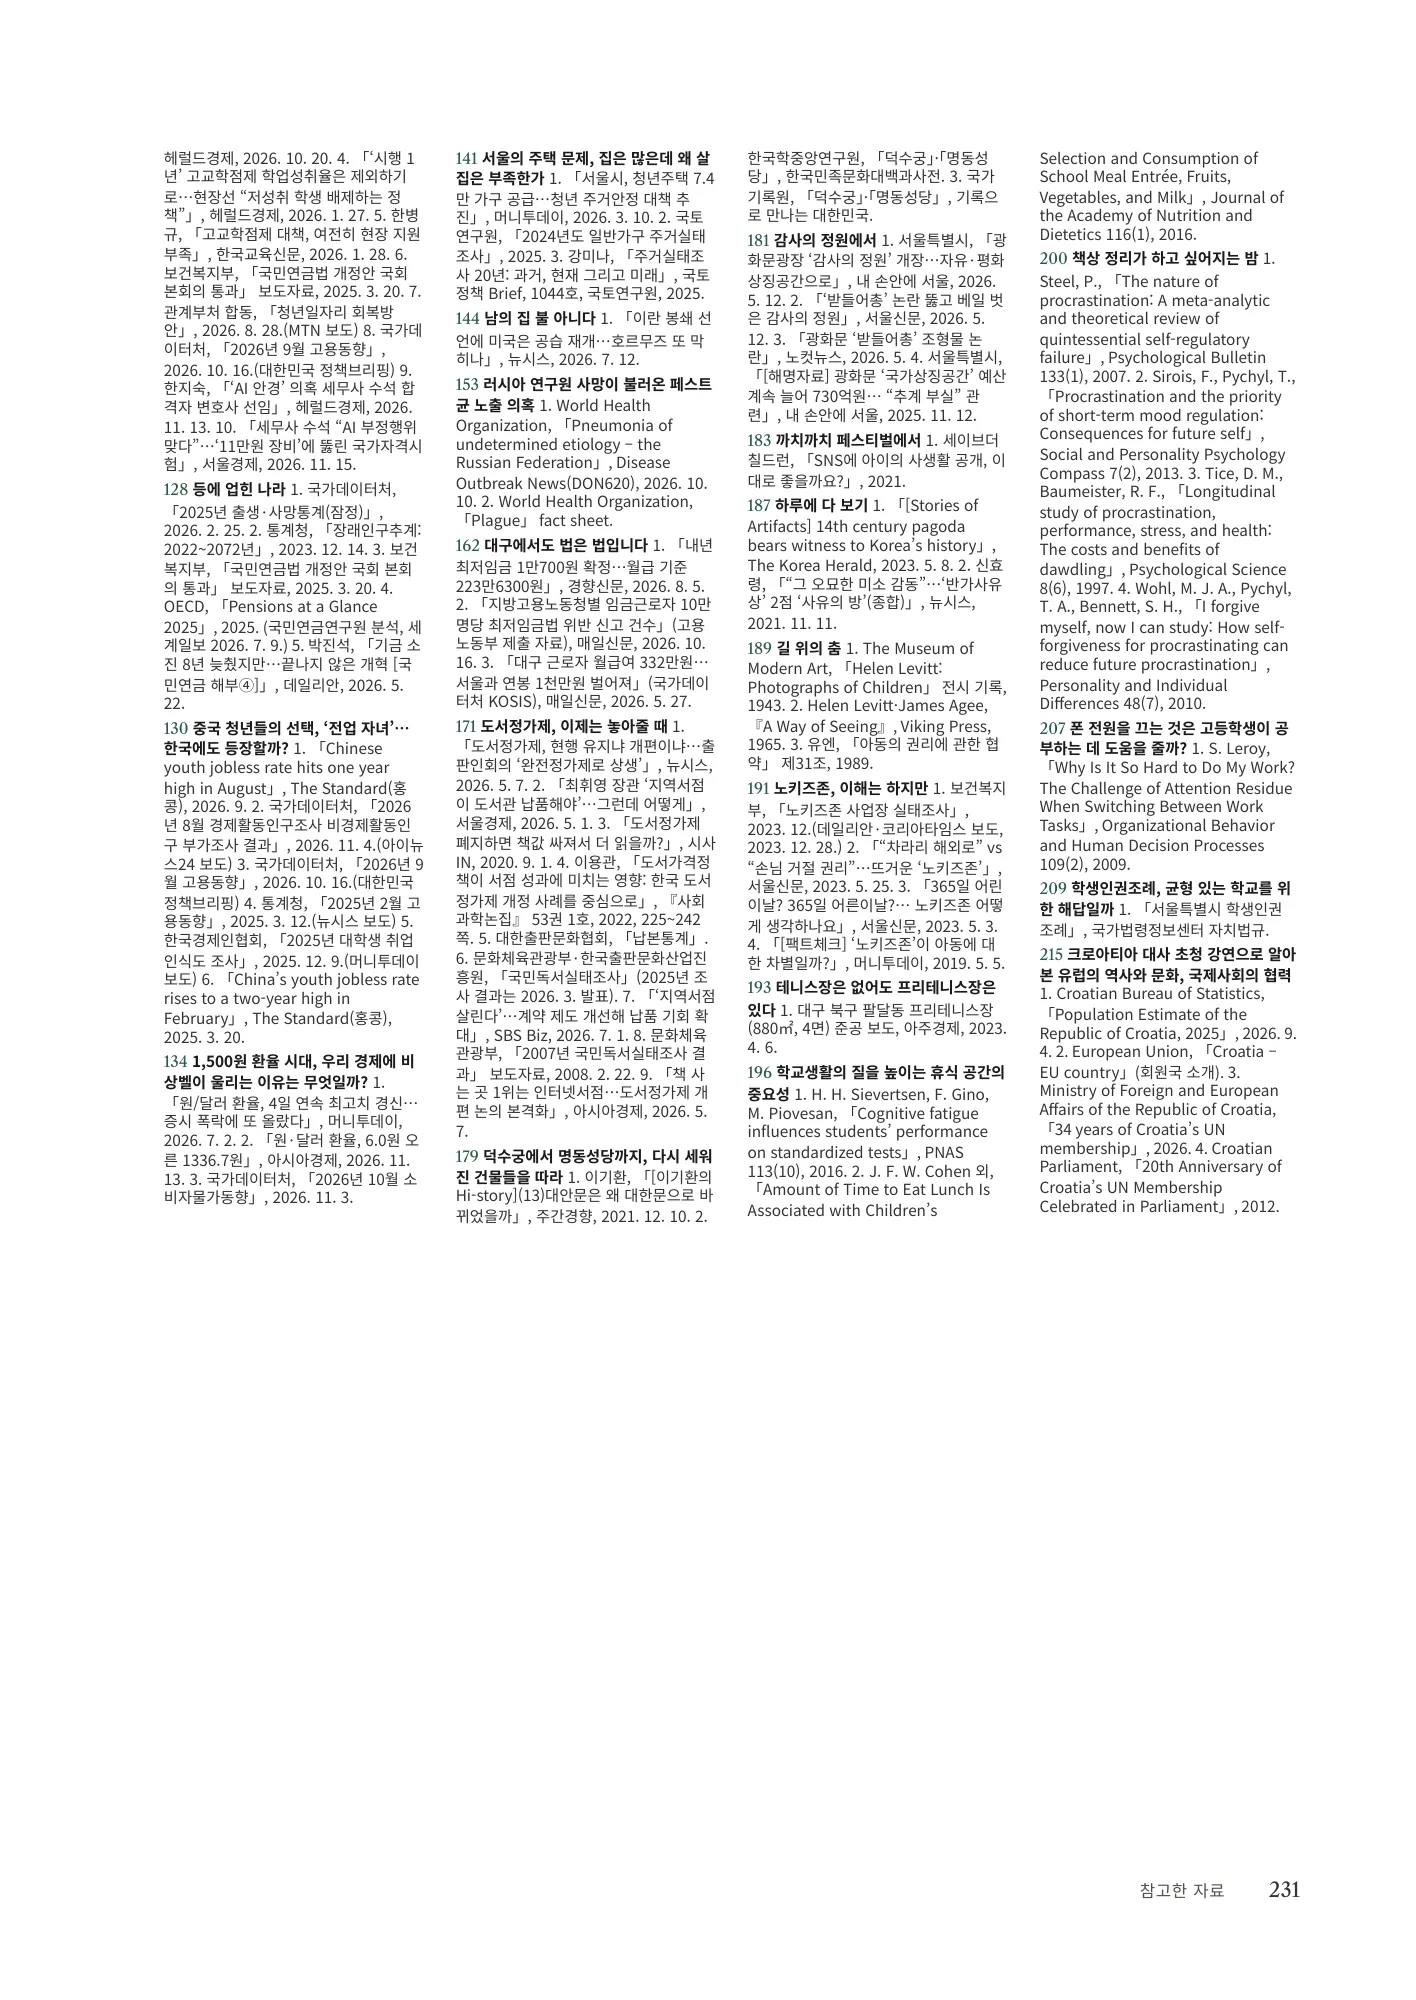 헤럴드경제, 2026. 10. 20. 4. 「‘시행 1
년’ 고교학점제 학업성취율은 제외하기
로…현장선 “저성취 학생 배제하는 정
책”」, 헤럴드경제, 2026. 1. 27. 5. 한병
규, 「고교학점제 대책, 여전히 현장 지원
부족」, 한국교육신문, 2026. 1. 28. 6.
보건복지부, 「국민연금법 개정안 국회
본회의 통과」 보도자료, 2025. 3. 20. 7.
관계부처 합동, 「청년일자리 회복방
안」, 2026. 8. 28.(MTN 보도) 8. 국가데
이터처, 「2026년 9월 고용동향」,
2026. 10. 16.(대한민국 정책브리핑) 9.
한지숙, 「‘AI 안경’ 의혹 세무사 수석 합
격자 변호사 선임」, 헤럴드경제, 2026.
11. 13. 10. 「세무사 수석 “AI 부정행위
맞다”…‘11만원 장비’에 뚫린 국가자격시
험」, 서울경제, 2026. 11. 15.
128 등에 업힌 나라 1. 국가데이터처,
「2025년 출생·사망통계(잠정)」,
2026. 2. 25. 2. 통계청, 「장래인구추계:
2022~2072년」, 2023. 12. 14. 3. 보건
복지부, 「국민연금법 개정안 국회 본회
의 통과」 보도자료, 2025. 3. 20. 4.
OECD, 「Pensions at a Glance
2025」, 2025. (국민연금연구원 분석, 세
계일보 2026. 7. 9.) 5. 박진석, 「기금 소
진 8년 늦췄지만…끝나지 않은 개혁 [국
민연금 해부④]」, 데일리안, 2026. 5.
22.
130 중국 청년들의 선택, ‘전업 자녀’…
한국에도 등장할까? 1. 「Chinese
youth jobless rate hits one year
high in August」, The Standard(홍
콩), 2026. 9. 2. 국가데이터처, 「2026
년 8월 경제활동인구조사 비경제활동인
구 부가조사 결과」, 2026. 11. 4.(아이뉴
스24 보도) 3. 국가데이터처, 「2026년 9
월 고용동향」, 2026. 10. 16.(대한민국
정책브리핑) 4. 통계청, 「2025년 2월 고
용동향」, 2025. 3. 12.(뉴시스 보도) 5.
한국경제인협회, 「2025년 대학생 취업
인식도 조사」, 2025. 12. 9.(머니투데이
보도) 6. 「China’s youth jobless rate
rises to a two-year high in
February」, The Standard(홍콩),
2025. 3. 20.
134 1,500원 환율 시대, 우리 경제에 비
상벨이 울리는 이유는 무엇일까? 1.
「원/달러 환율, 4일 연속 최고치 경신…
증시 폭락에 또 올랐다」, 머니투데이,
2026. 7. 2. 2. 「원·달러 환율, 6.0원 오
른 1336.7원」, 아시아경제, 2026. 11.
13. 3. 국가데이터처, 「2026년 10월 소
비자물가동향」, 2026. 11. 3.
141 서울의 주택 문제, 집은 많은데 왜 살
집은 부족한가 1. 「서울시, 청년주택 7.4
만 가구 공급…청년 주거안정 대책 추
진」, 머니투데이, 2026. 3. 10. 2. 국토
연구원, 「2024년도 일반가구 주거실태
조사」, 2025. 3. 강미나, 「주거실태조
사 20년: 과거, 현재 그리고 미래」, 국토
정책 Brief, 1044호, 국토연구원, 2025.
144 남의 집 불 아니다 1. 「이란 봉쇄 선
언에 미국은 공습 재개…호르무즈 또 막
히나」, 뉴시스, 2026. 7. 12.
153 러시아 연구원 사망이 불러온 페스트
균 노출 의혹 1. World Health
Organization, 「Pneumonia of
undetermined etiology – the
Russian Federation」, Disease
Outbreak News(DON620), 2026. 10.
10. 2. World Health Organization,
「Plague」 fact sheet.
162 대구에서도 법은 법입니다 1. 「내년
최저임금 1만700원 확정…월급 기준
223만6300원」, 경향신문, 2026. 8. 5.
2. 「지방고용노동청별 임금근로자 10만
명당 최저임금법 위반 신고 건수」(고용
노동부 제출 자료), 매일신문, 2026. 10.
16. 3. 「대구 근로자 월급여 332만원…
서울과 연봉 1천만원 벌어져」(국가데이
터처 KOSIS), 매일신문, 2026. 5. 27.
171 도서정가제, 이제는 놓아줄 때 1.
「도서정가제, 현행 유지냐 개편이냐…출
판인회의 ‘완전정가제로 상생’」, 뉴시스,
2026. 5. 7. 2. 「최휘영 장관 ‘지역서점
이 도서관 납품해야’…그런데 어떻게」,
서울경제, 2026. 5. 1. 3. 「도서정가제
폐지하면 책값 싸져서 더 읽을까?」, 시사
IN, 2020. 9. 1. 4. 이용관, 「도서가격정
책이 서점 성과에 미치는 영향: 한국 도서
정가제 개정 사례를 중심으로」, 『사회
과학논집』 53권 1호, 2022, 225~242
쪽. 5. 대한출판문화협회, 「납본통계」.
6. 문화체육관광부·한국출판문화산업진
흥원, 「국민독서실태조사」(2025년 조
사 결과는 2026. 3. 발표). 7. 「‘지역서점
살린다’…계약 제도 개선해 납품 기회 확
대」, SBS Biz, 2026. 7. 1. 8. 문화체육
관광부, 「2007년 국민독서실태조사 결
과」 보도자료, 2008. 2. 22. 9. 「책 사
는 곳 1위는 인터넷서점…도서정가제 개
편 논의 본격화」, 아시아경제, 2026. 5.
7.
179 덕수궁에서 명동성당까지, 다시 세워
진 건물들을 따라 1. 이기환, 「[이기환의
Hi-story](13)대안문은 왜 대한문으로 바
뀌었을까」, 주간경향, 2021. 12. 10. 2.
한국학중앙연구원, 「덕수궁」·「명동성
당」, 한국민족문화대백과사전. 3. 국가
기록원, 「덕수궁」·「명동성당」, 기록으
로 만나는 대한민국.
181 감사의 정원에서 1. 서울특별시, 「광
화문광장 ‘감사의 정원’ 개장…자유·평화
상징공간으로」, 내 손안에 서울, 2026.
5. 12. 2. 「‘받들어총’ 논란 뚫고 베일 벗
은 감사의 정원」, 서울신문, 2026. 5.
12. 3. 「광화문 ‘받들어총’ 조형물 논
란」, 노컷뉴스, 2026. 5. 4. 서울특별시,
「[해명자료] 광화문 ‘국가상징공간’ 예산
계속 늘어 730억원… “추계 부실” 관
련」, 내 손안에 서울, 2025. 11. 12.
183 까치까치 페스티벌에서 1. 세이브더
칠드런, 「SNS에 아이의 사생활 공개, 이
대로 좋을까요?」, 2021.
187 하루에 다 보기 1. 「[Stories of
Artifacts] 14th century pagoda
bears witness to Korea’s history」,
The Korea Herald, 2023. 5. 8. 2. 신효
령, 「“그 오묘한 미소 감동”…‘반가사유
상’ 2점 ‘사유의 방’(종합)」, 뉴시스,
2021. 11. 11.
189 길 위의 춤 1. The Museum of
Modern Art, 「Helen Levitt:
Photographs of Children」 전시 기록,
1943. 2. Helen Levitt·James Agee,
『A Way of Seeing』, Viking Press,
1965. 3. 유엔, 「아동의 권리에 관한 협
약」 제31조, 1989.
191 노키즈존, 이해는 하지만 1. 보건복지
부, 「노키즈존 사업장 실태조사」,
2023. 12.(데일리안·코리아타임스 보도,
2023. 12. 28.) 2. 「“차라리 해외로” vs
“손님 거절 권리”…뜨거운 ‘노키즈존’」,
서울신문, 2023. 5. 25. 3. 「365일 어린
이날? 365일 어른이날?… 노키즈존 어떻
게 생각하나요」, 서울신문, 2023. 5. 3.
4. 「[팩트체크] ‘노키즈존’이 아동에 대
한 차별일까?」, 머니투데이, 2019. 5. 5.
193 테니스장은 없어도 프리테니스장은
있다 1. 대구 북구 팔달동 프리테니스장
(880㎡, 4면) 준공 보도, 아주경제, 2023.
4. 6.
196 학교생활의 질을 높이는 휴식 공간의
중요성 1. H. H. Sievertsen, F. Gino,
M. Piovesan, 「Cognitive fatigue
influences students’ performance
on standardized tests」, PNAS
113(10), 2016. 2. J. F. W. Cohen 외,
「Amount of Time to Eat Lunch Is
Associated with Children’s
Selection and Consumption of
School Meal Entrée, Fruits,
Vegetables, and Milk」, Journal of
the Academy of Nutrition and
Dietetics 116(1), 2016.
200 책상 정리가 하고 싶어지는 밤 1.
Steel, P., 「The nature of
procrastination: A meta-analytic
and theoretical review of
quintessential self-regulatory
failure」, Psychological Bulletin
133(1), 2007. 2. Sirois, F., Pychyl, T.,
「Procrastination and the priority
of short-term mood regulation:
Consequences for future self」,
Social and Personality Psychology
Compass 7(2), 2013. 3. Tice, D. M.,
Baumeister, R. F., 「Longitudinal
study of procrastination,
performance, stress, and health:
The costs and benefits of
dawdling」, Psychological Science
8(6), 1997. 4. Wohl, M. J. A., Pychyl,
T. A., Bennett, S. H., 「I forgive
myself, now I can study: How self-
forgiveness for procrastinating can
reduce future procrastination」,
Personality and Individual
Differences 48(7), 2010.
207 폰 전원을 끄는 것은 고등학생이 공
부하는 데 도움을 줄까? 1. S. Leroy,
「Why Is It So Hard to Do My Work?
The Challenge of Attention Residue
When Switching Between Work
Tasks」, Organizational Behavior
and Human Decision Processes
109(2), 2009.
209 학생인권조례, 균형 있는 학교를 위
한 해답일까 1. 「서울특별시 학생인권
조례」, 국가법령정보센터 자치법규.
215 크로아티아 대사 초청 강연으로 알아
본 유럽의 역사와 문화, 국제사회의 협력
1. Croatian Bureau of Statistics,
「Population Estimate of the
Republic of Croatia, 2025」, 2026. 9.
4. 2. European Union, 「Croatia –
EU country」(회원국 소개). 3.
Ministry of Foreign and European
Affairs of the Republic of Croatia,
「34 years of Croatia’s UN
membership」, 2026. 4. Croatian
Parliament, 「20th Anniversary of
Croatia’s UN Membership
Celebrated in Parliament」, 2012.
참고한 자료 231